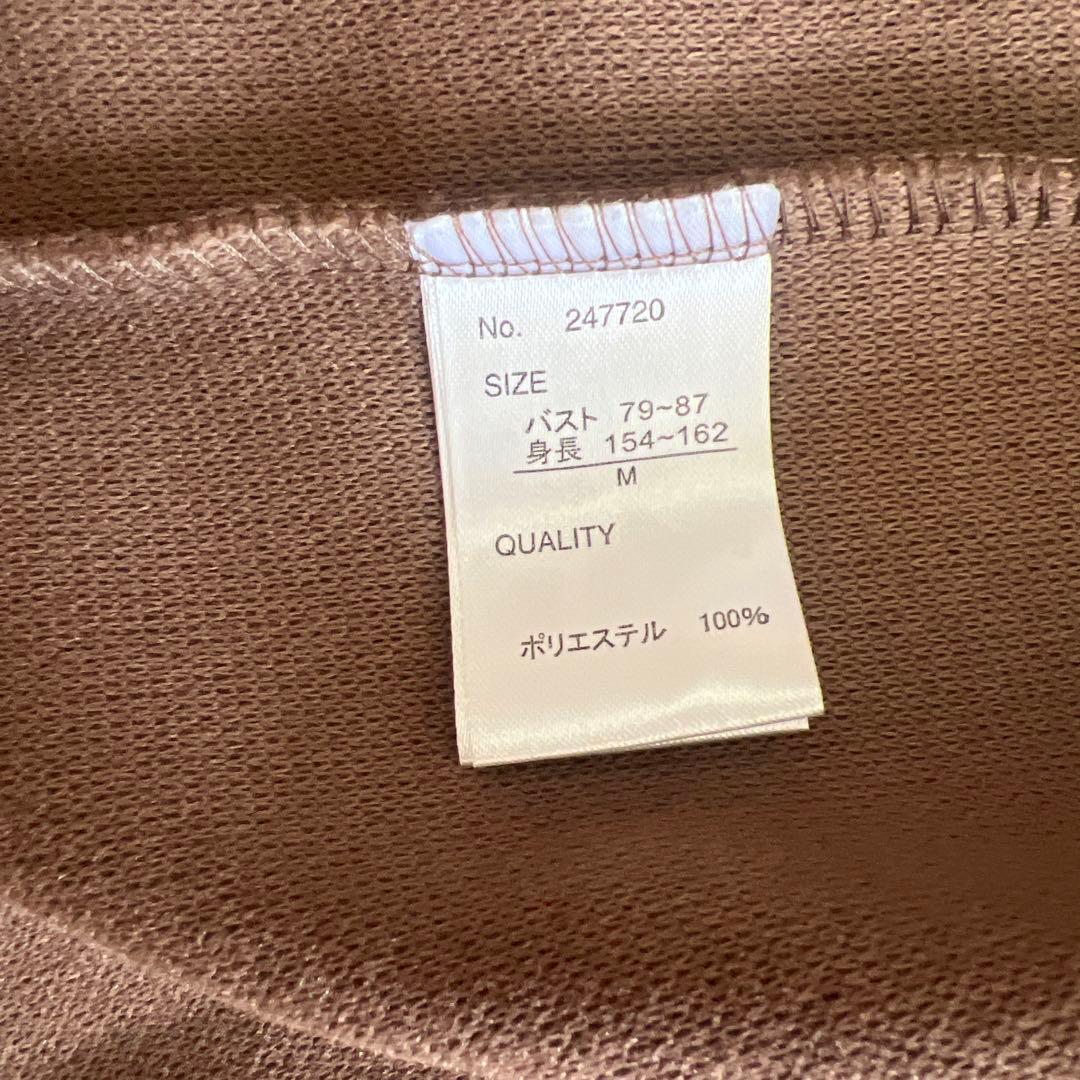 No. 247720
SIZE
バスト 79~87
身長 154~162
M
QUALITY
ポリエステル 100%